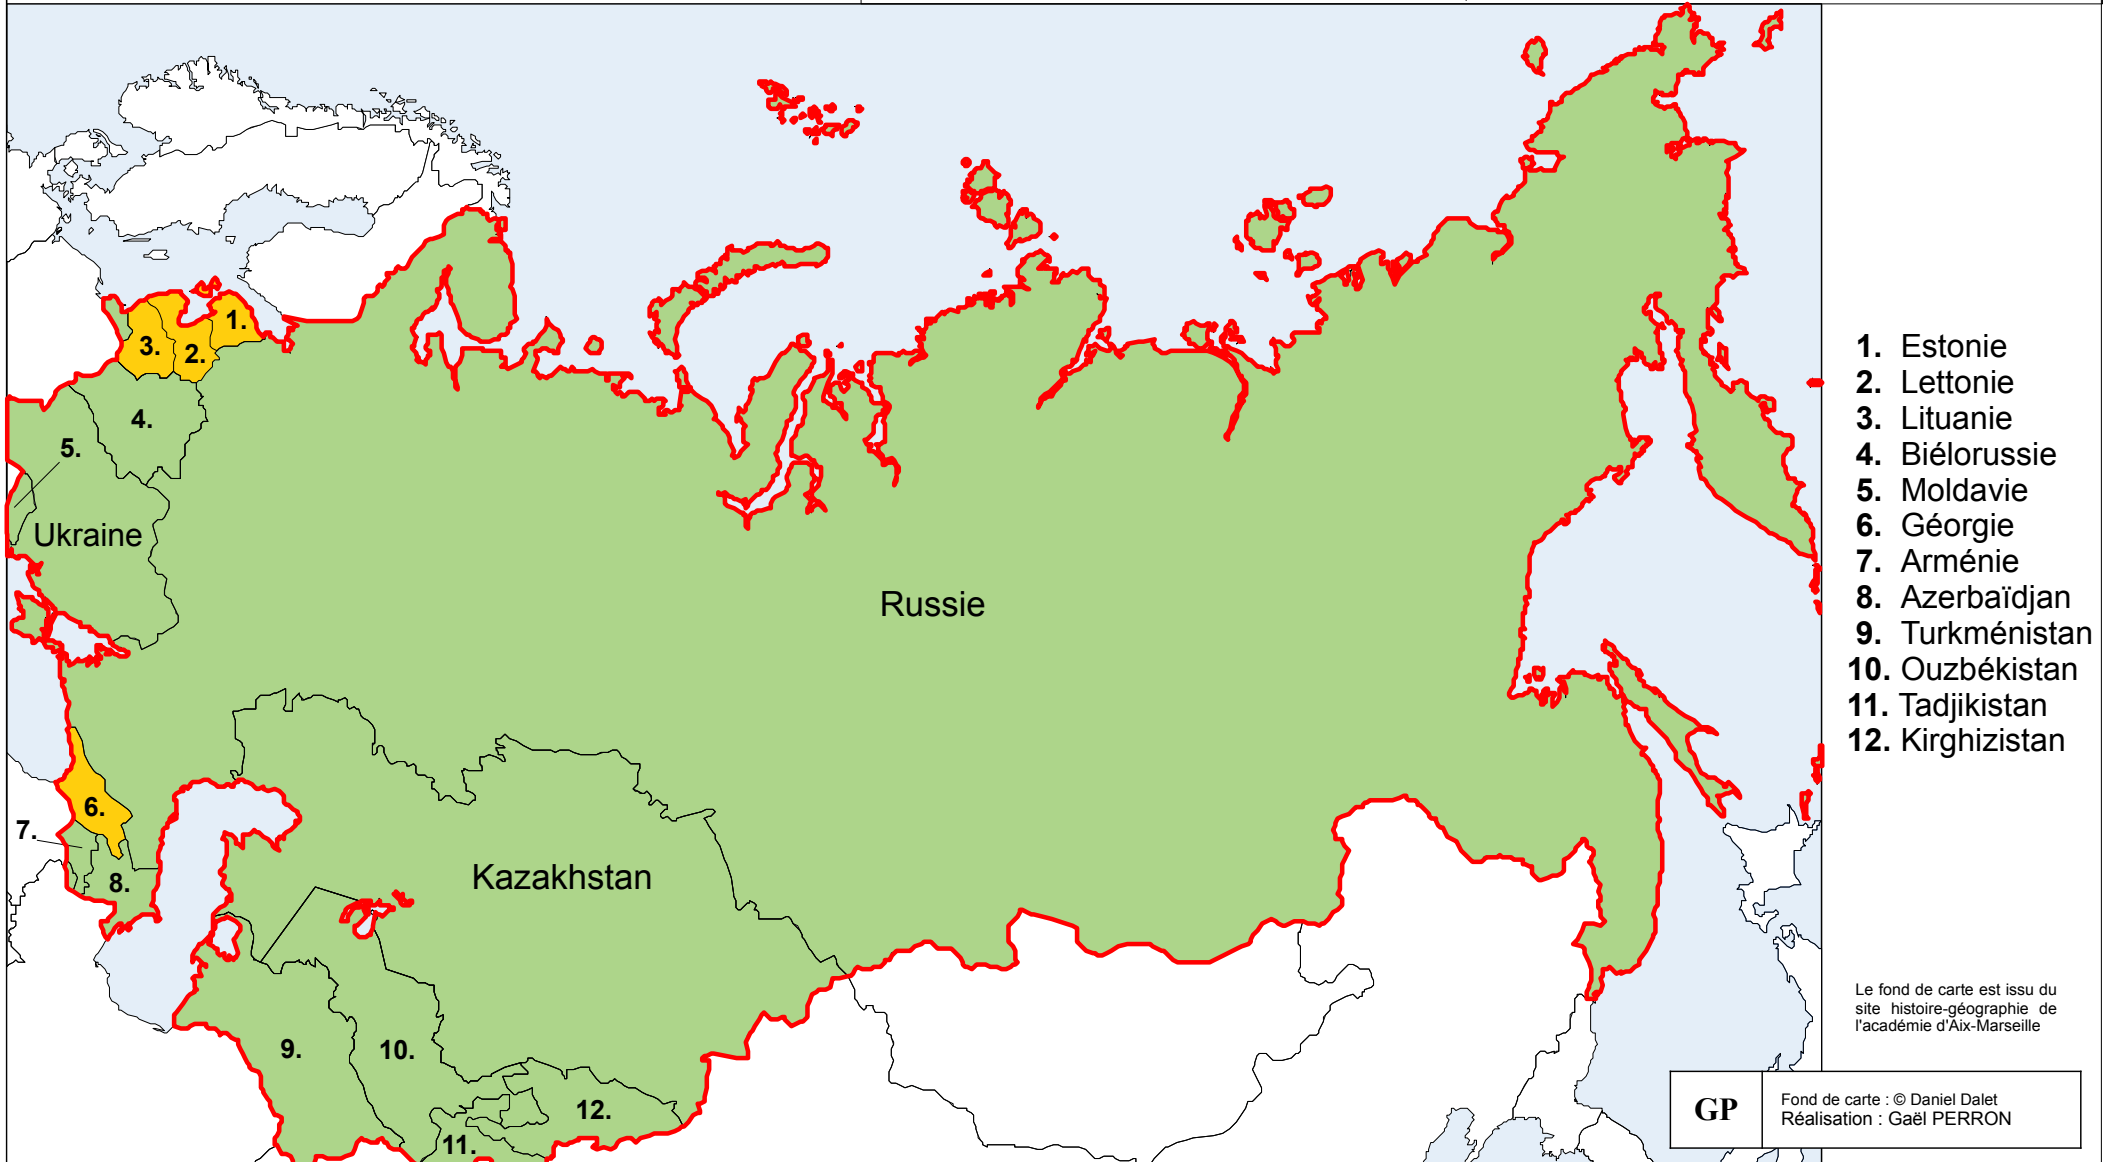 1.
3.
2.
4.
5.
Ukraine
Russie
6.
7.
8.
Kazakhstan
9.
10.
12.
11.
1. Estonie
2. Lettonie
3. Lituanie
4. Biélorussie
5. Moldavie
6. Géorgie
7. Arménie
8. Azerbaïdjan
9. Turkménistan
10. Ouzbékistan
11. Tadjikistan
12. Kirghizistan
Le fond de carte est issu du
site histoire-géographie de
l'académie d'Aix-Marseille
GP
Fond de carte : © Daniel Dalet
Réalisation : Gaël PERRON